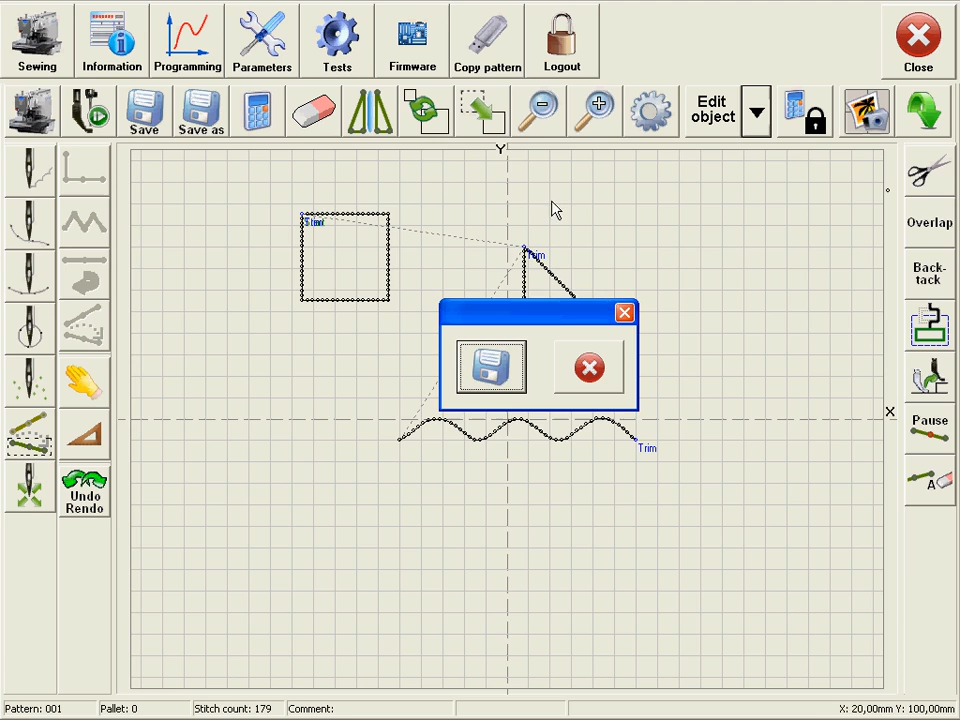 Sewing
Information
Programming
Parameters
Tests
Firmware
Copy pattern
Logout
Close
Save
Save as
Edit
object
Y
Trim
Overlap
Back-
tack
X
Pause
Trim
A
Undo
Rendo
Pattern: 001
Pallet: 0
Stitch count: 179
Comment:
X: 20,00mm Y: 100,00mm